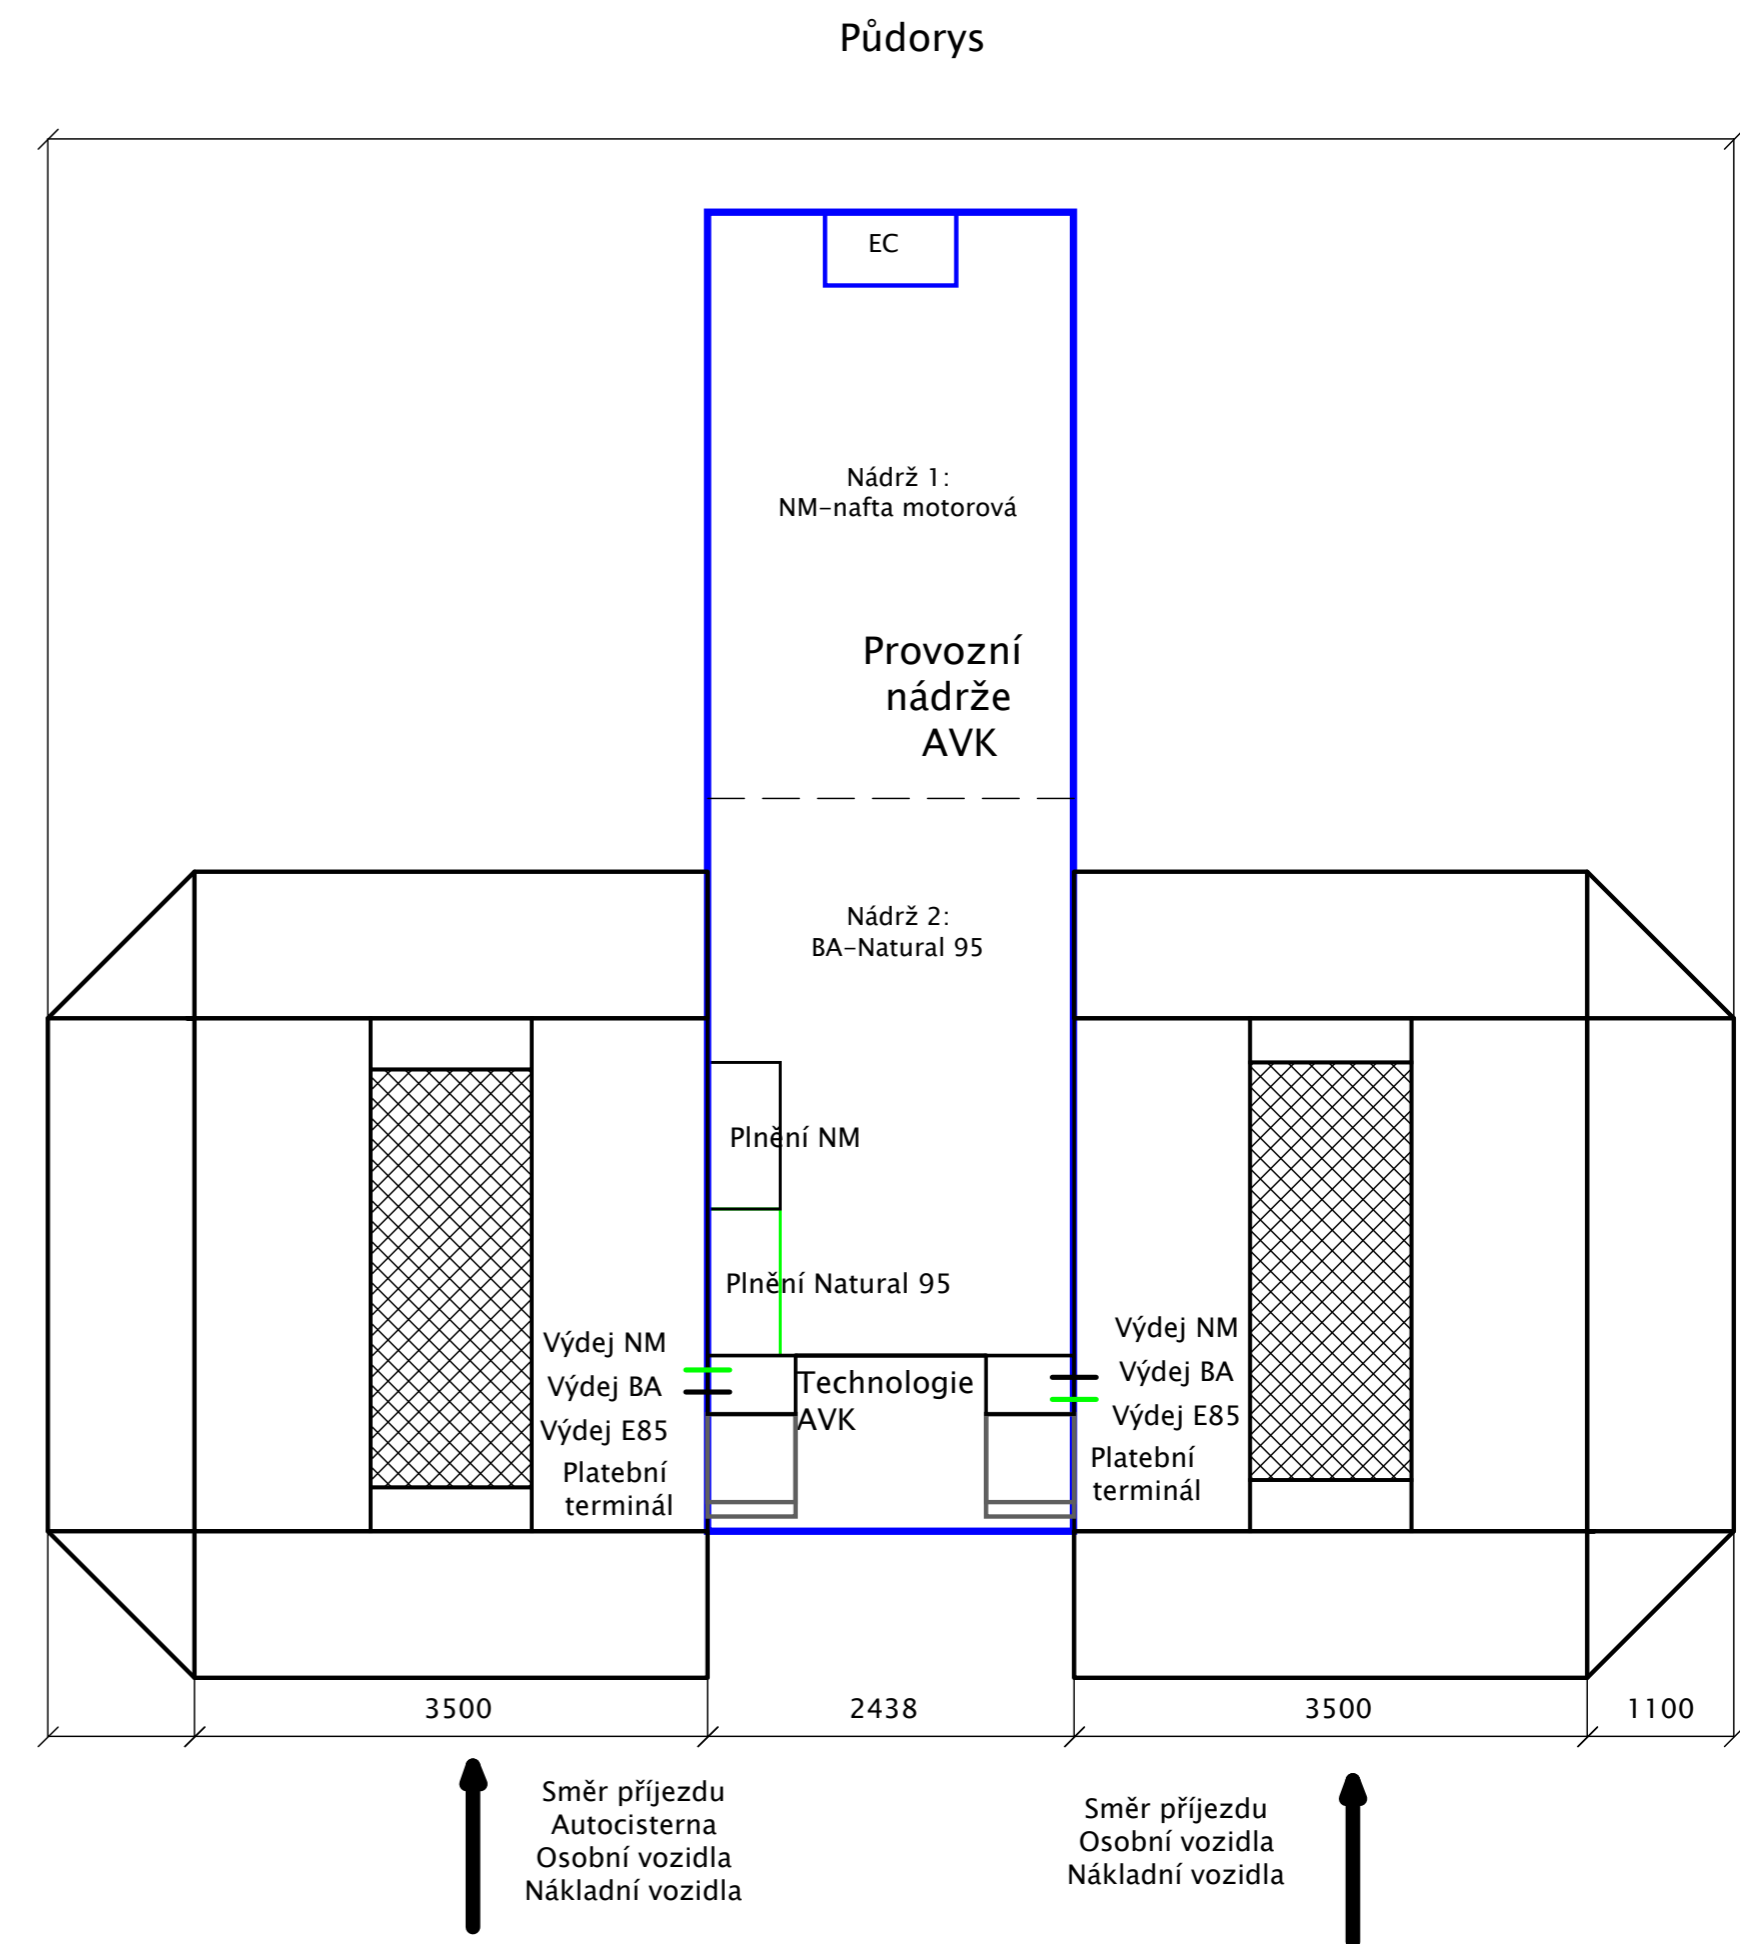 Půdorys
EC
Nádrž 1:
NM-nafta motorová
Provozní
nádrže
AVK
Nádrž 2:
BA-Natural 95
Plnění NM
Plnění Natural 95
Výdej NM
Výdej BA
Výdej E85
Platební
terminál
Technologie
AVK
Výdej NM
Výdej BA
Výdej E85
Platební
terminál
3500
2438
3500
1100
Směr příjezdu
Autocisterna
Osobní vozidla
Nákladní vozidla
Směr příjezdu
Osobní vozidla
Nákladní vozidla